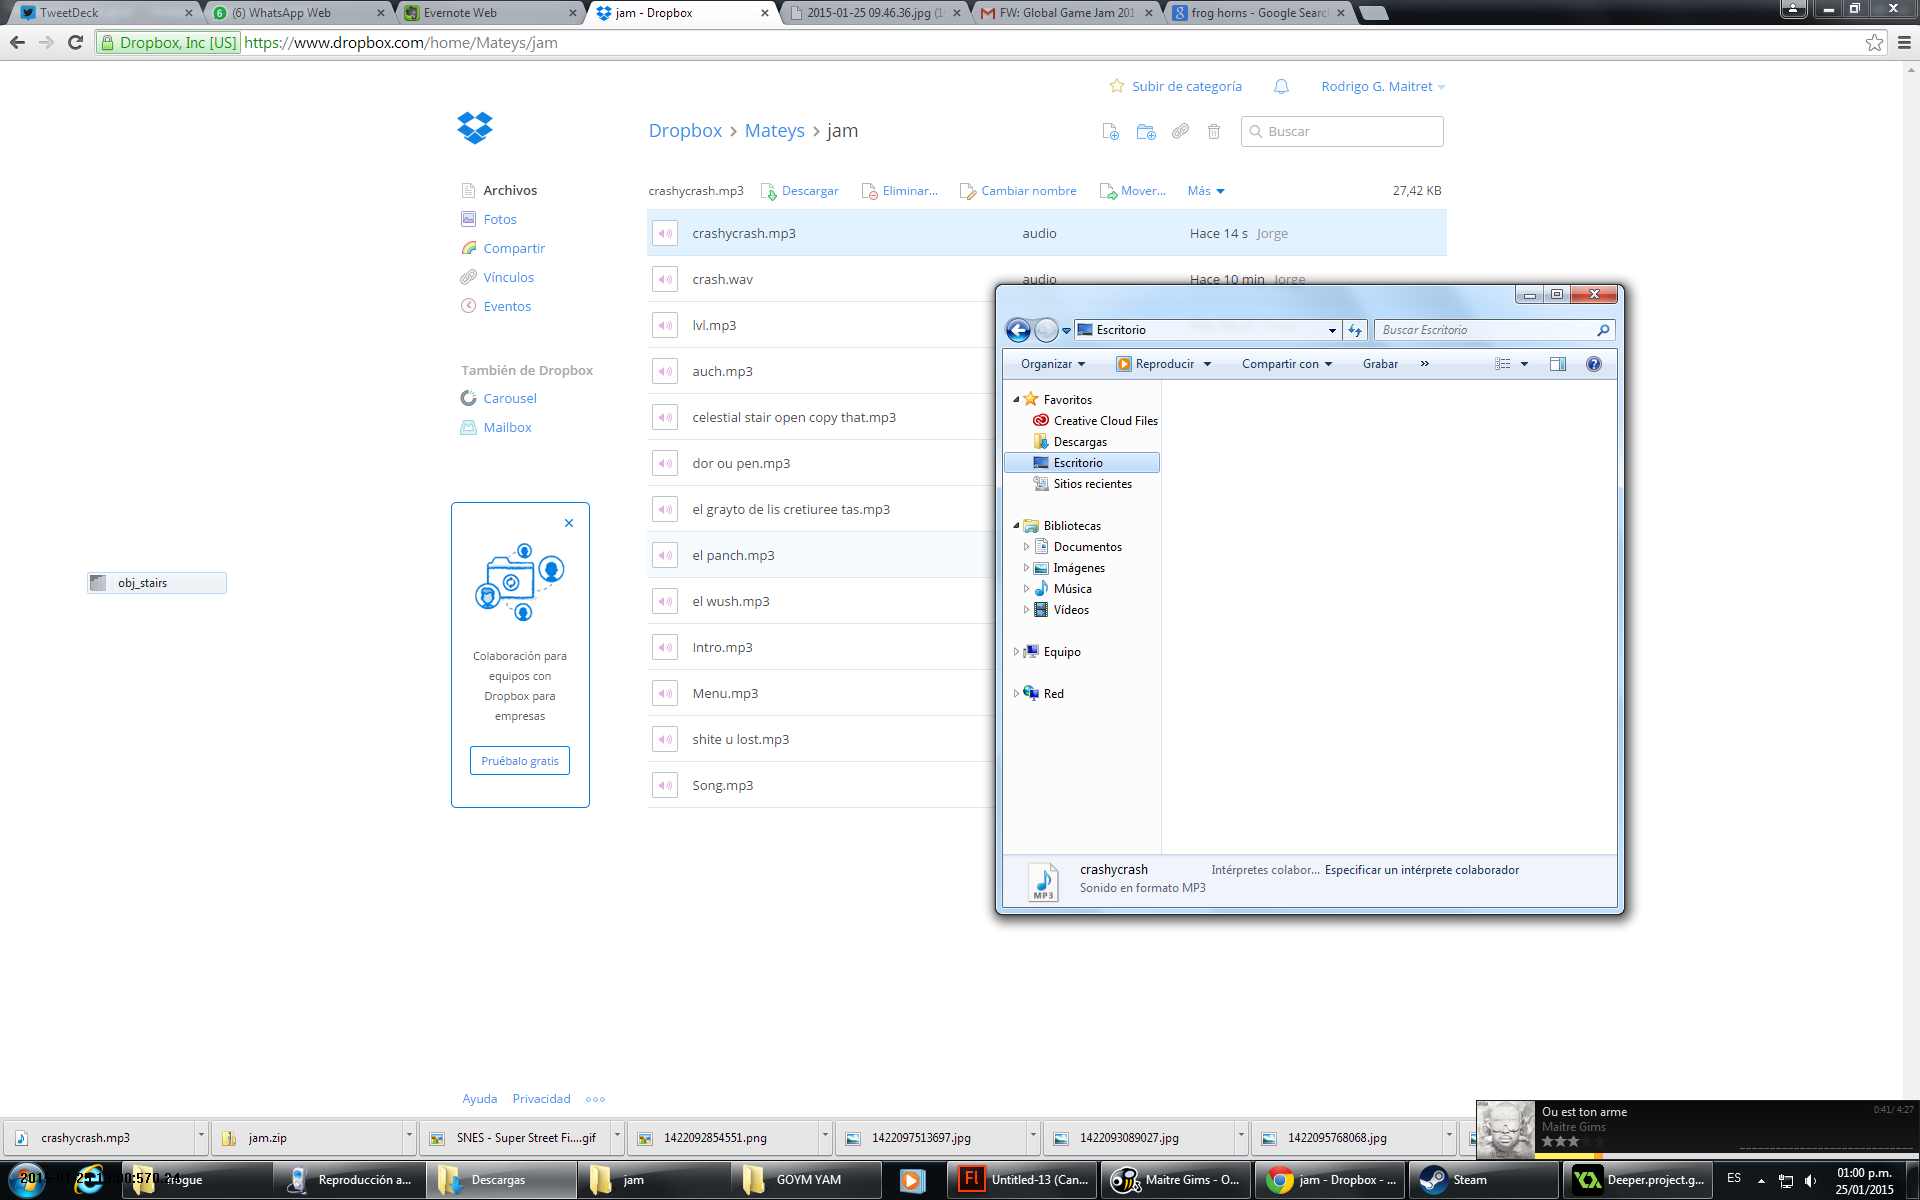 TweetDeck
(6) WhatsApp Web
Evernote Web
jam - Dropbox
2015-01-25 09.46.36.jpg (1
FW: Global Game Jam 201
frog horns - Google Searc
Dropbox, Inc [US]
https://www.dropbox.com/home/Mateys/jam
Subir de categoría
Rodrigo G. Maitret
Dropbox › Mateys › jam
Buscar
Archivos
Fotos
Compartir
Vínculos
Eventos
También de Dropbox
Carousel
Mailbox
Colaboración para
equipos con
Dropbox para
empresas
Pruébalo gratis
obj_stairs
crashycrash.mp3 Descargar Eliminar... Cambiar nombre Mover... Más 27,42 KB
crashycrash.mp3 audio Hace 14 s Jorge
crash.wav audio Hace 10 min Jorge
lvl.mp3
auch.mp3
celestial stair open copy that.mp3
dor ou pen.mp3
el grayto de lis cretiuree tas.mp3
el panch.mp3
el wush.mp3
Intro.mp3
Menu.mp3
shite u lost.mp3
Song.mp3
Escritorio
Buscar Escritorio
Organizar Reproducir Compartir con Grabar »
Favoritos
Creative Cloud Files
Descargas
Escritorio
Sitios recientes
Bibliotecas
Documentos
Imágenes
Música
Vídeos
Equipo
Red
crashycrash Intérpretes colabor... Especificar un intérprete colaborador
Sonido en formato MP3
MP3
Ayuda Privacidad
Ou est ton arme 0:41/ 4:27
Maitre Gims
crashycrash.mp3
jam.zip
SNES - Super Street Fi....gif
1422092854551.png
1422097513697.jpg
1422093089027.jpg
1422095768068.jpg
Reproducción a...
Descargas
jam
GOYM YAM
Untitled-13 (Can...
Maitre Gims - O...
jam - Dropbox - ...
Steam
Deeper.project.g...
ES
01:00 p.m.
25/01/2015